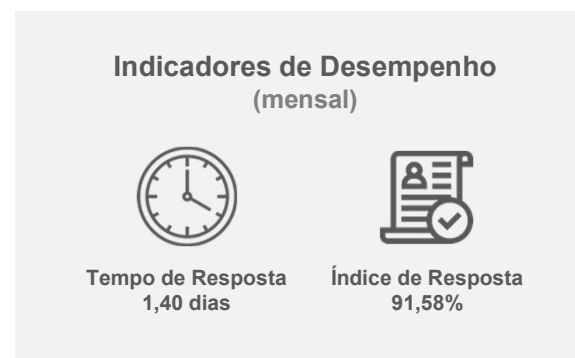 Indicadores de Desempenho
(mensal)
Tempo de Resposta
1,40 dias
Índice de Resposta
91,58%